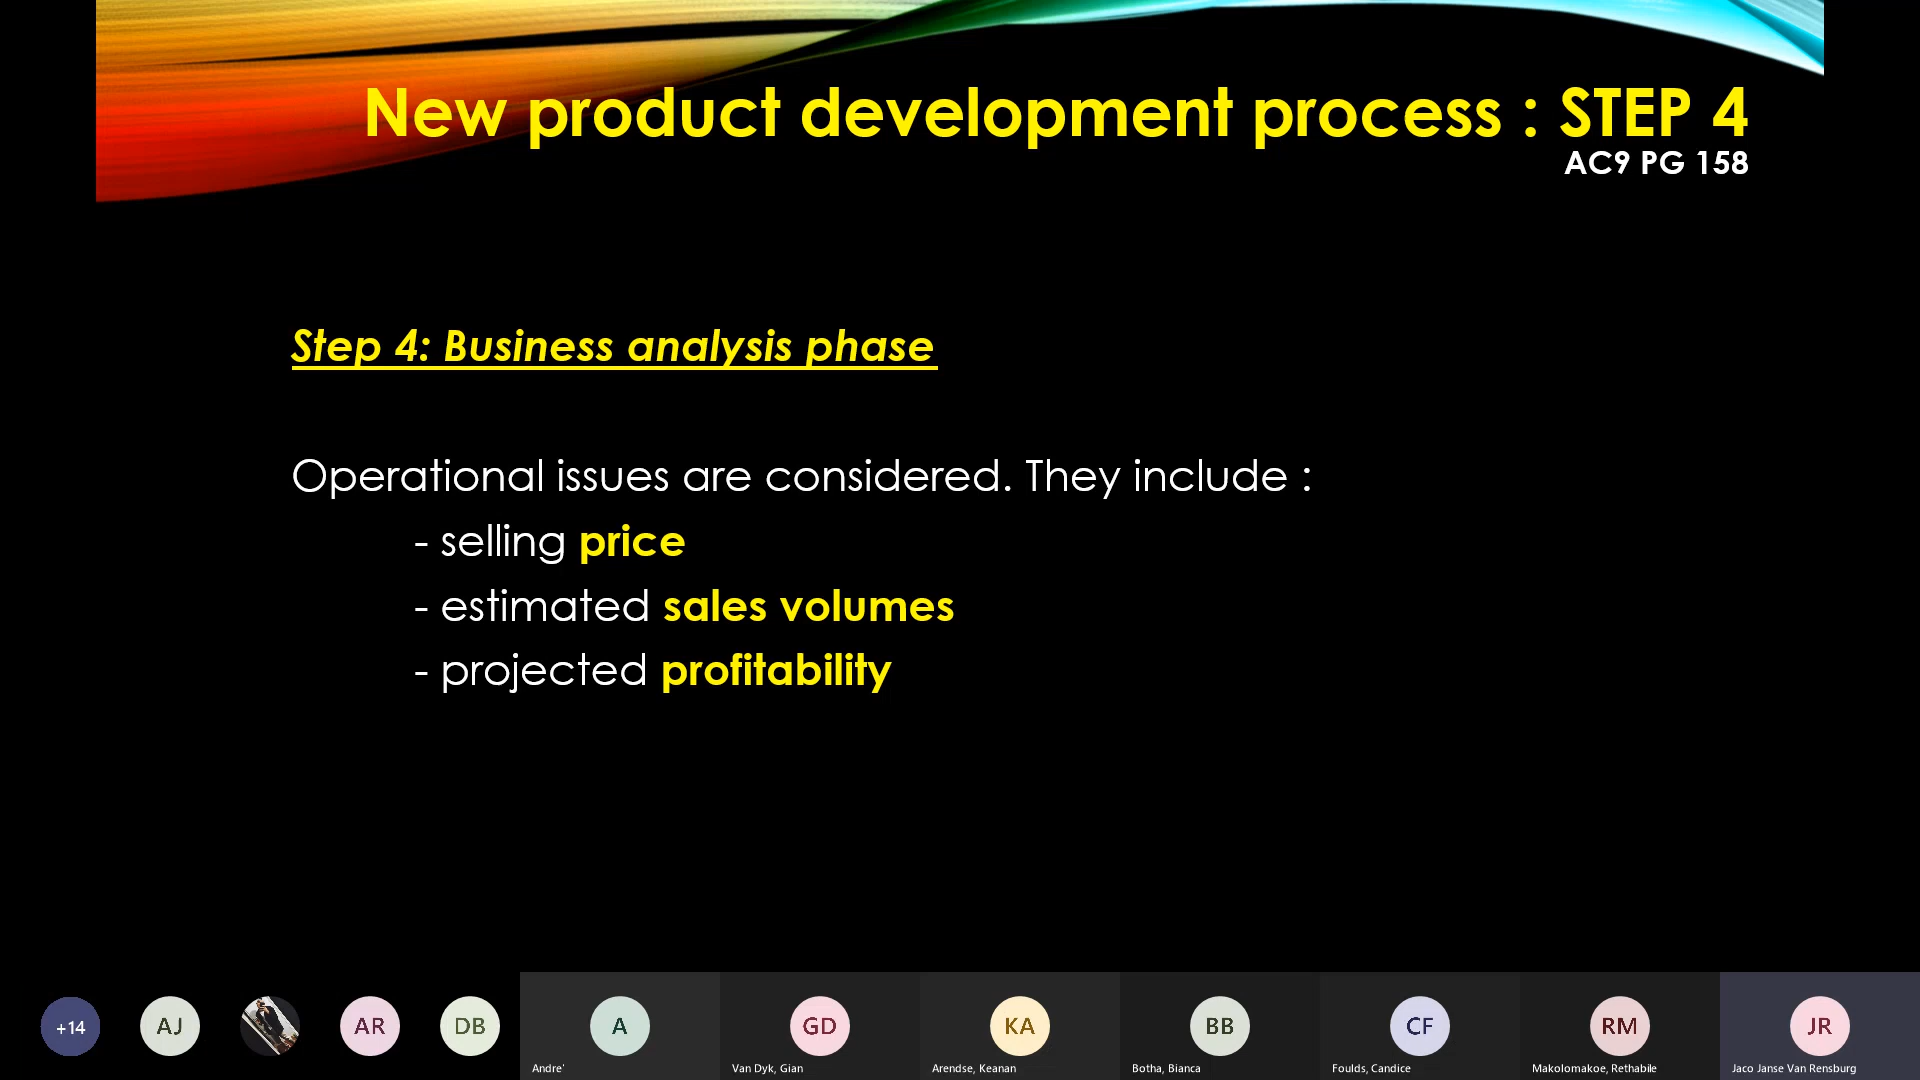 New product development process : STEP 4
AC9 PG 158
Step 4: Business analysis phase
Operational issues are considered. They include :
- selling price
- estimated sales volumes
- projected profitability
+14
AJ
AR
DB
A
GD
KA
BB
CF
RM
JR
Andre'
Van Dyk, Gian
Arendse, Keanan
Botha, Bianca
Foulds, Candice
Makolomakoe, Rethabile
Jaco Janse Van Rensburg